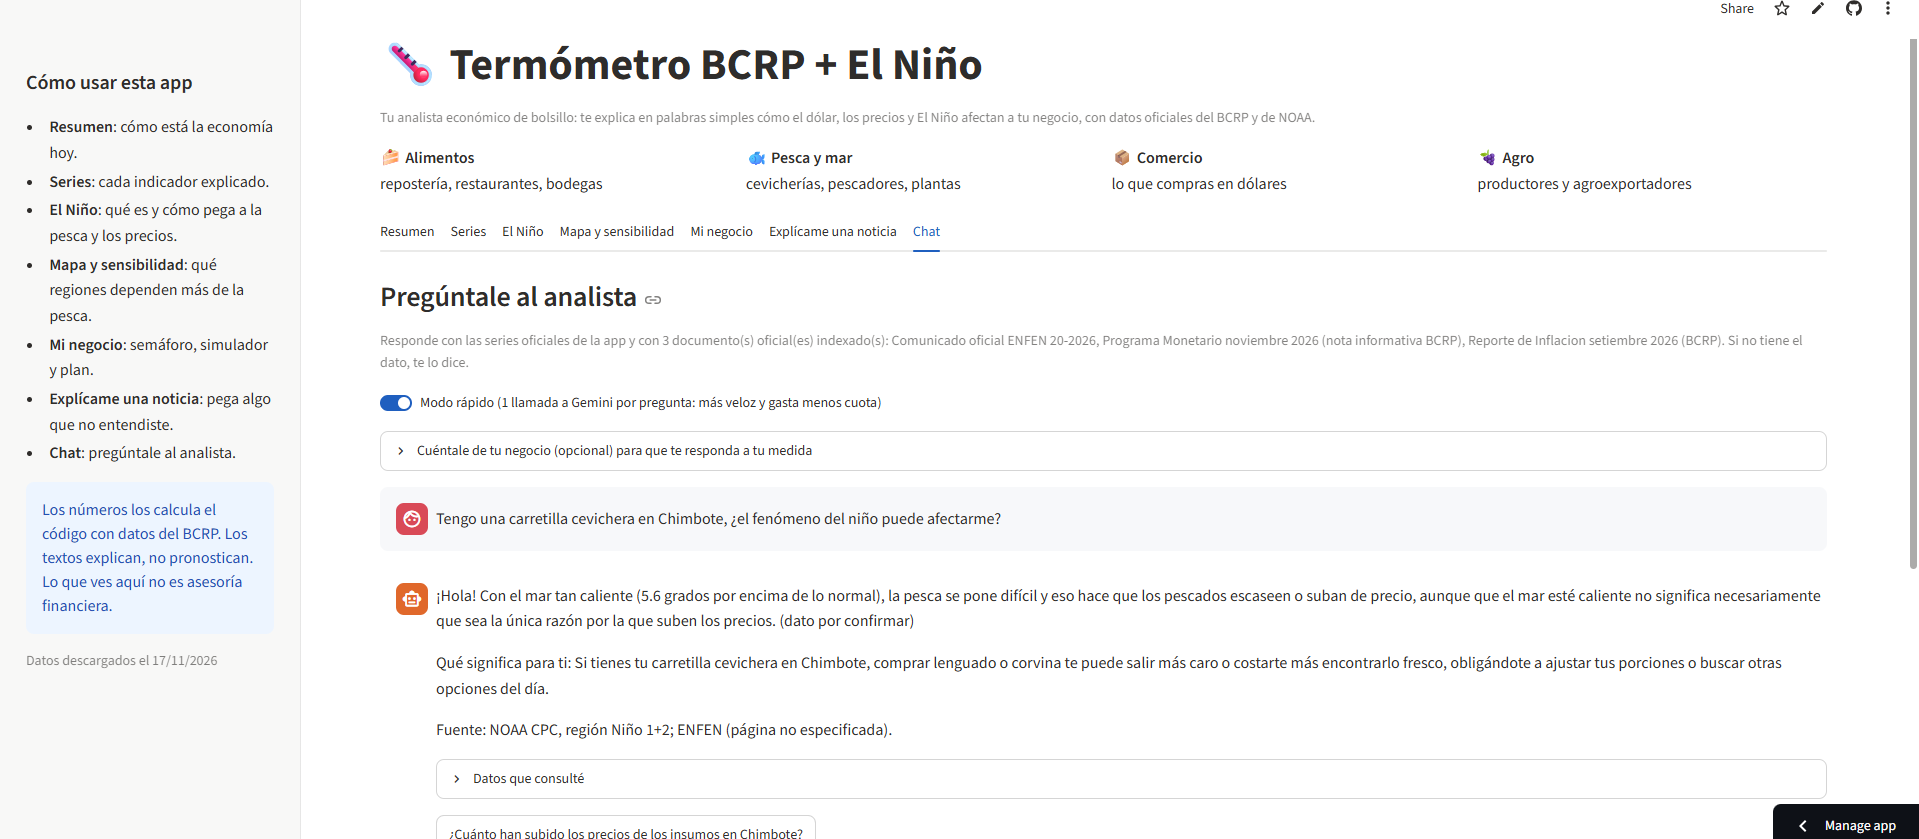 Share
Cómo usar esta app
Resumen: cómo está la economía
hoy.
Series: cada indicador explicado.
El Niño: qué es y cómo pega a la
pesca y los precios.
Mapa y sensibilidad: qué
regiones dependen más de la
pesca.
Mi negocio: semáforo, simulador
y plan.
Explícame una noticia: pega algo
que no entendiste.
Chat: pregúntale al analista.
Los números los calcula el
código con datos del BCRP. Los
textos explican, no pronostican.
Lo que ves aquí no es asesoría
financiera.
Datos descargados el 17/11/2026
Termómetro BCRP + El Niño
Tu analista económico de bolsillo: te explica en palabras simples cómo el dólar, los precios y El Niño afectan a tu negocio, con datos oficiales del BCRP y de NOAA.
Alimentos
repostería, restaurantes, bodegas
Pesca y mar
cevicherías, pescadores, plantas
Comercio
lo que compras en dólares
Agro
productores y agroexportadores
Resumen Series El Niño Mapa y sensibilidad Mi negocio Explícame una noticia Chat
Pregúntale al analista
Responde con las series oficiales de la app y con 3 documento(s) oficial(es) indexado(s): Comunicado oficial ENFEN 20-2026, Programa Monetario noviembre 2026 (nota informativa BCRP), Reporte de Inflacion setiembre 2026 (BCRP). Si no tiene el
dato, te lo dice.
Modo rápido (1 llamada a Gemini por pregunta: más veloz y gasta menos cuota)
Cuéntale de tu negocio (opcional) para que te responda a tu medida
Tengo una carretilla cevichera en Chimbote, ¿el fenómeno del niño puede afectarme?
¡Hola! Con el mar tan caliente (5.6 grados por encima de lo normal), la pesca se pone difícil y eso hace que los pescados escaseen o suban de precio, aunque que el mar esté caliente no significa necesariamente
que sea la única razón por la que suben los precios. (dato por confirmar)
Qué significa para ti: Si tienes tu carretilla cevichera en Chimbote, comprar lenguado o corvina te puede salir más caro o costarte más encontrarlo fresco, obligándote a ajustar tus porciones o buscar otras
opciones del día.
Fuente: NOAA CPC, región Niño 1+2; ENFEN (página no especificada).
Datos que consulté
¿Cuánto han subido los precios de los insumos en Chimbote?
Manage app